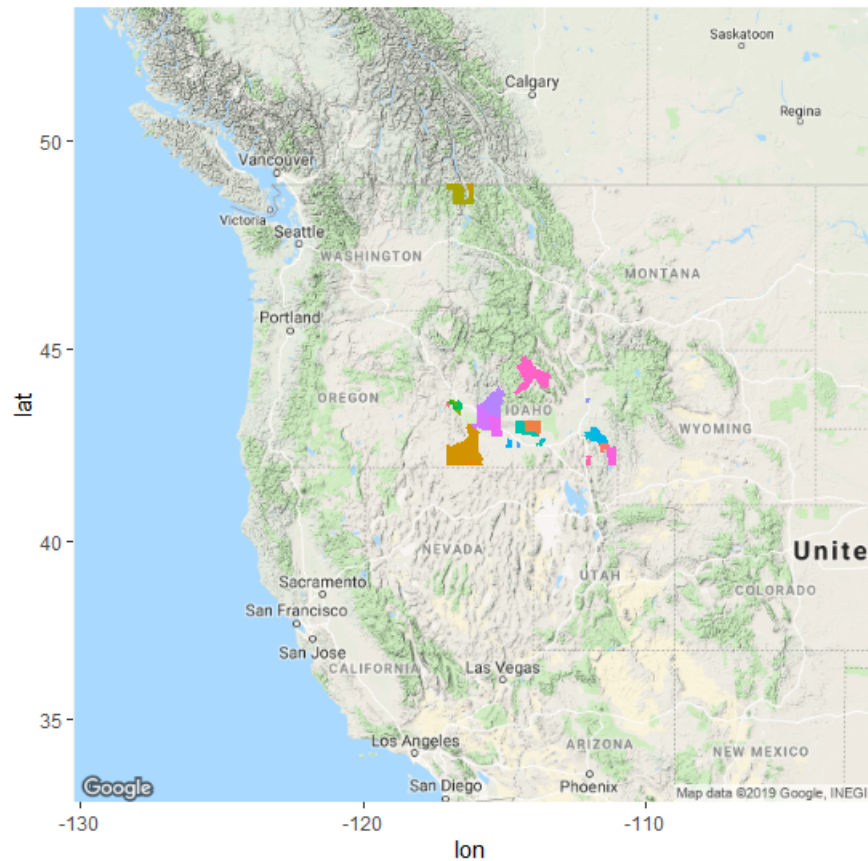 Saskatoon
Calgary
Regina
50
Vancouver
Victoria
Seattle
WASHINGTON
MONTANA
Portland
45
OREGON
IDAHO
WYOMING
lat
40
NEVADA
Unite
UTAH
Sacramento
COLORADO
San Francisco
San Jose
CALIFORNIA
Las Vegas
35
Los Angeles
ARIZONA
NEW MEXICO
San Diego
Phoenix
Google
Map data ©2019 Google, INEGI
-130
-120
-110
lon